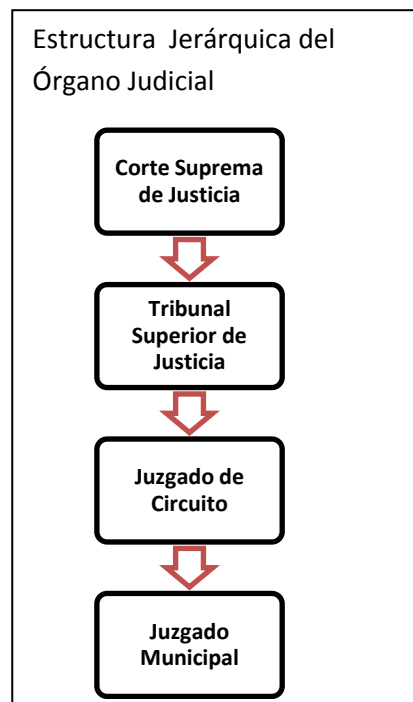 Estructura Jerárquica del
Órgano Judicial
Corte Suprema
de Justicia
Tribunal
Superior de
Justicia
Juzgado de
Circuito
Juzgado
Municipal